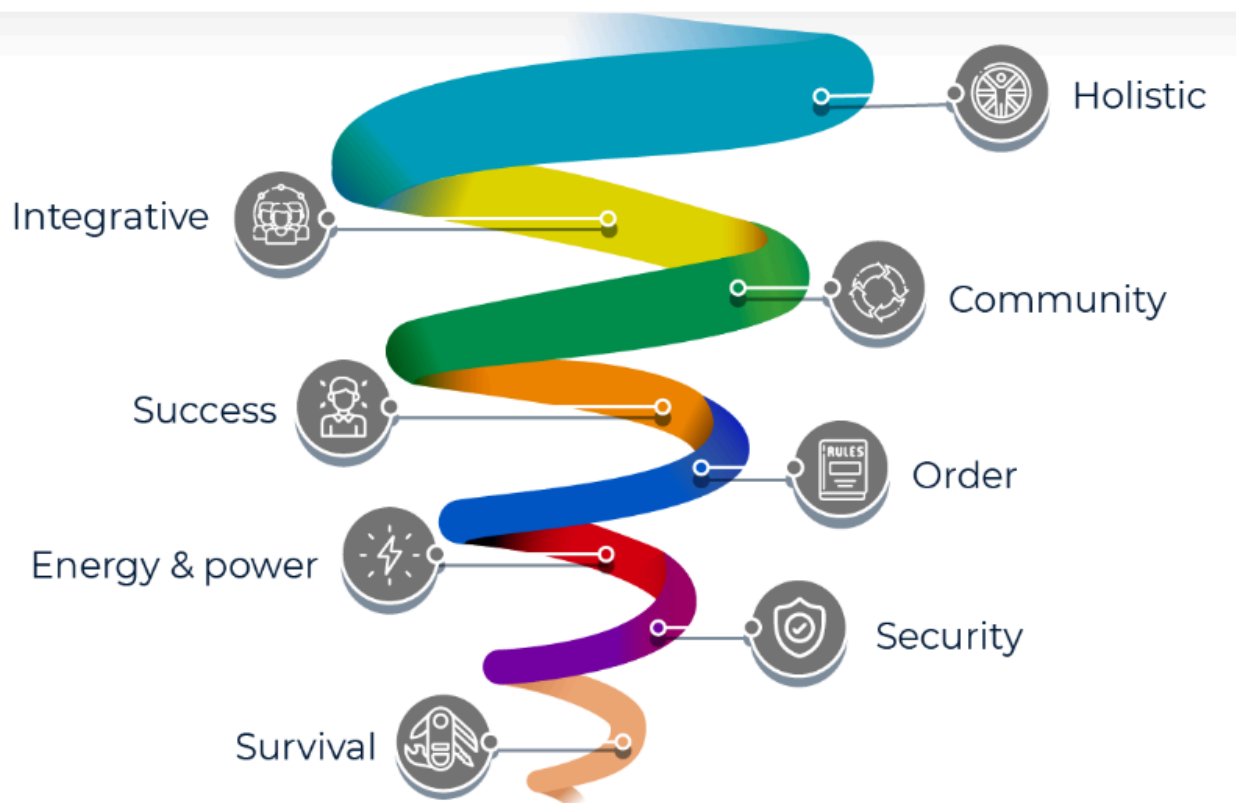 Holistic
Integrative
Community
Success
RULES
Order
Energy & power
Security
Survival